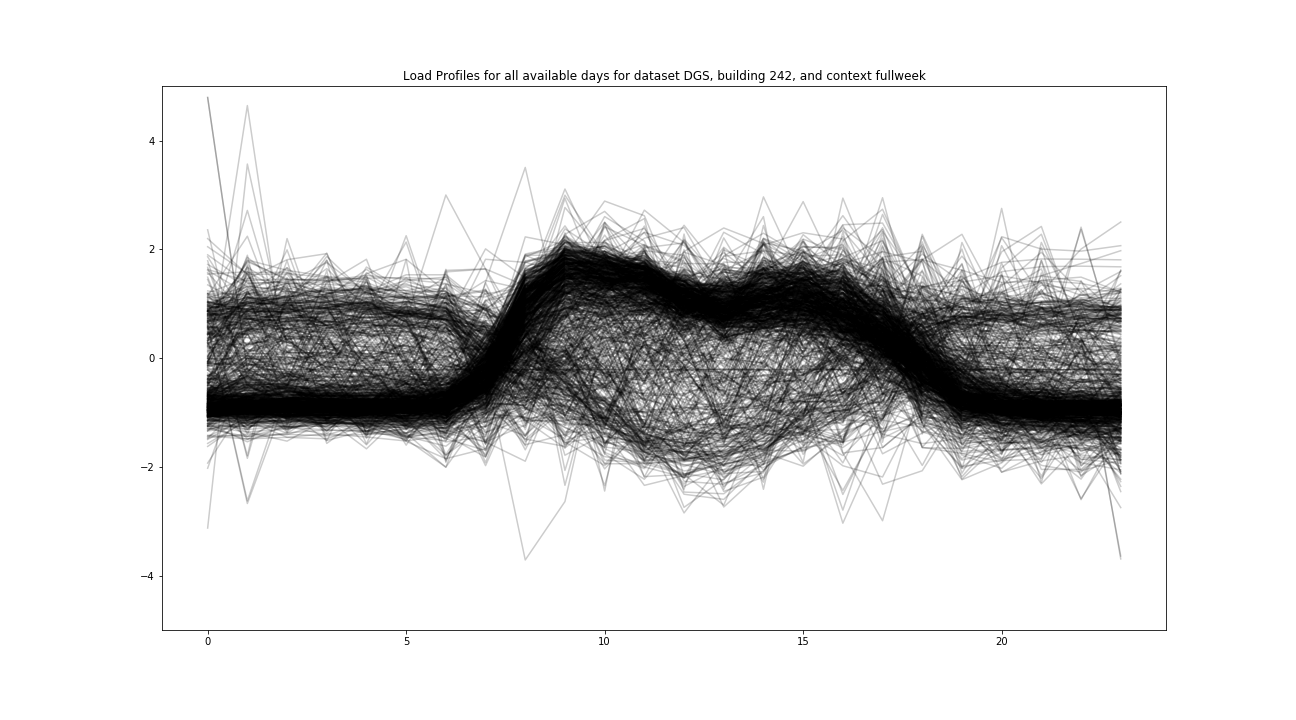 Load Profiles for all available days for dataset DGS, building 242, and context fullweek
4
2
0
−2
−4
0 5 10 15 20